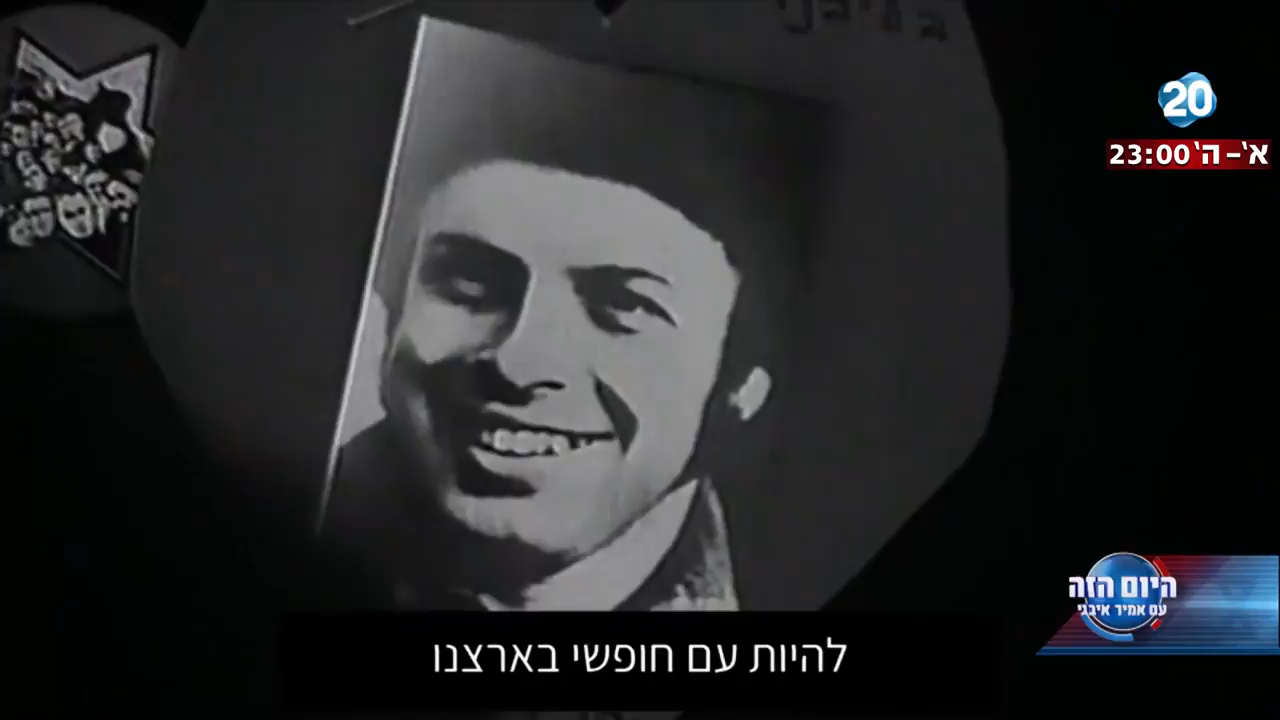 20
א'-ה' 23:00
היום הזה
עם אמיר איבגי
להיות עם חופשי בארצנו